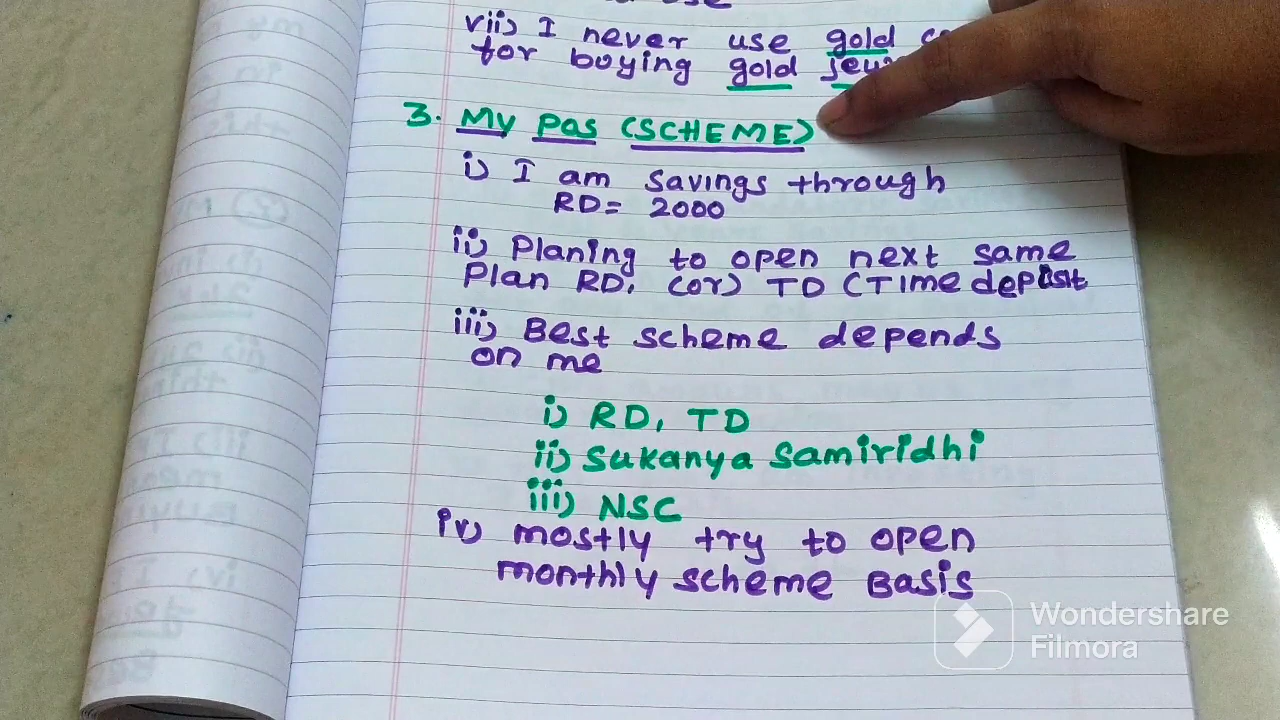 vii) I never use gold
for buying gold
3. My Pas (SCHEME)
i) I am savings through
RD= 2000
ii) Planing to open next same
Plan RD, (or) TD (Time deposit
iii) Best scheme depends
on me
i) RD, TD
ii) Sukanya Samiridhi
iii) NSC
iv) mostly try to open
monthly scheme Basis
Wondershare
Filmora